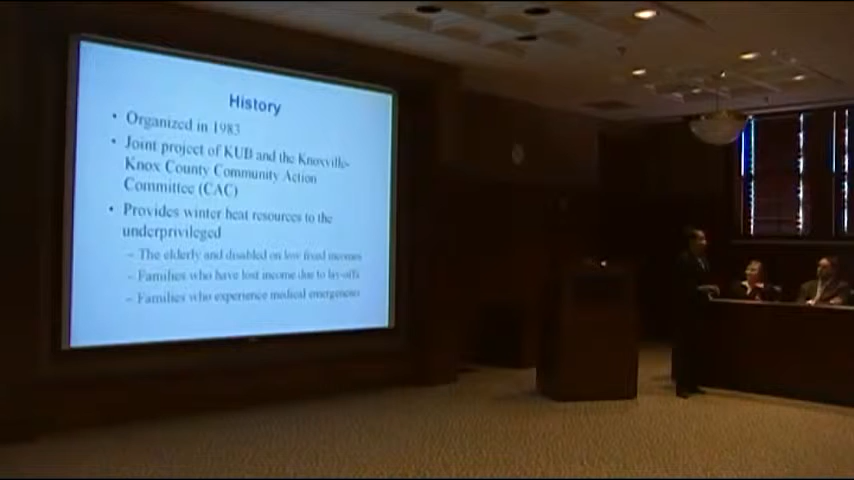 History
• Organized in 1983
• Joint project of KUB and the Knoxville-
Knox County Community Action
Committee (CAC)
• Provides winter heat resources to the
underprivileged
– The elderly and disabled on low fixed incomes
– Families who have lost income due to lay-offs
– Families who experience medical emergencies